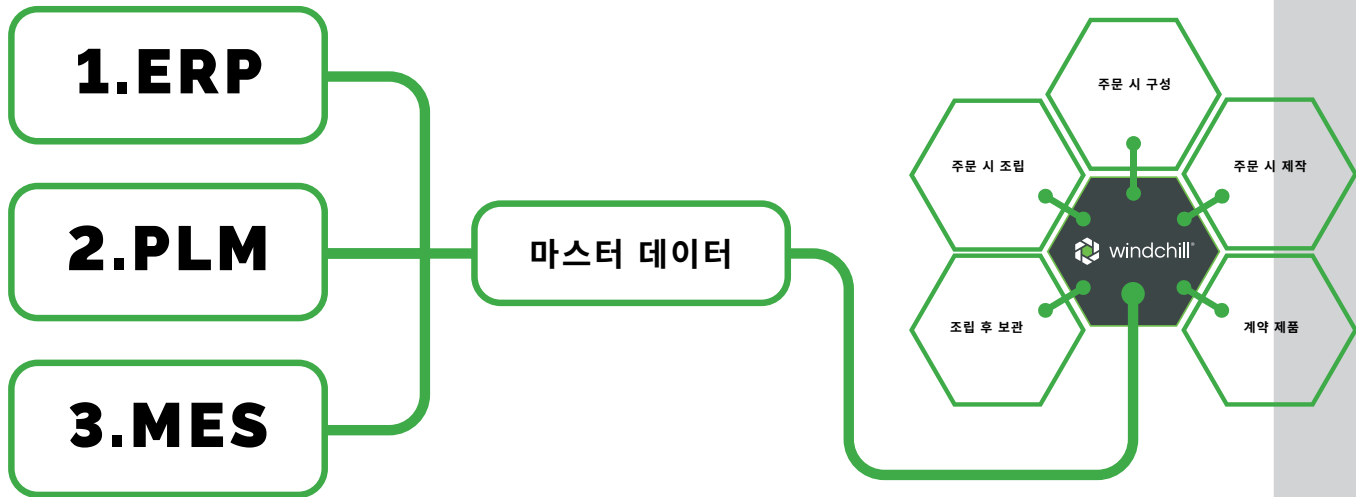 1.ERP
2.PLM
3.MES
마스터 데이터
주문 시 구성
주문 시 조립
주문 시 제작
windchill®
조립 후 보관
계약 제품